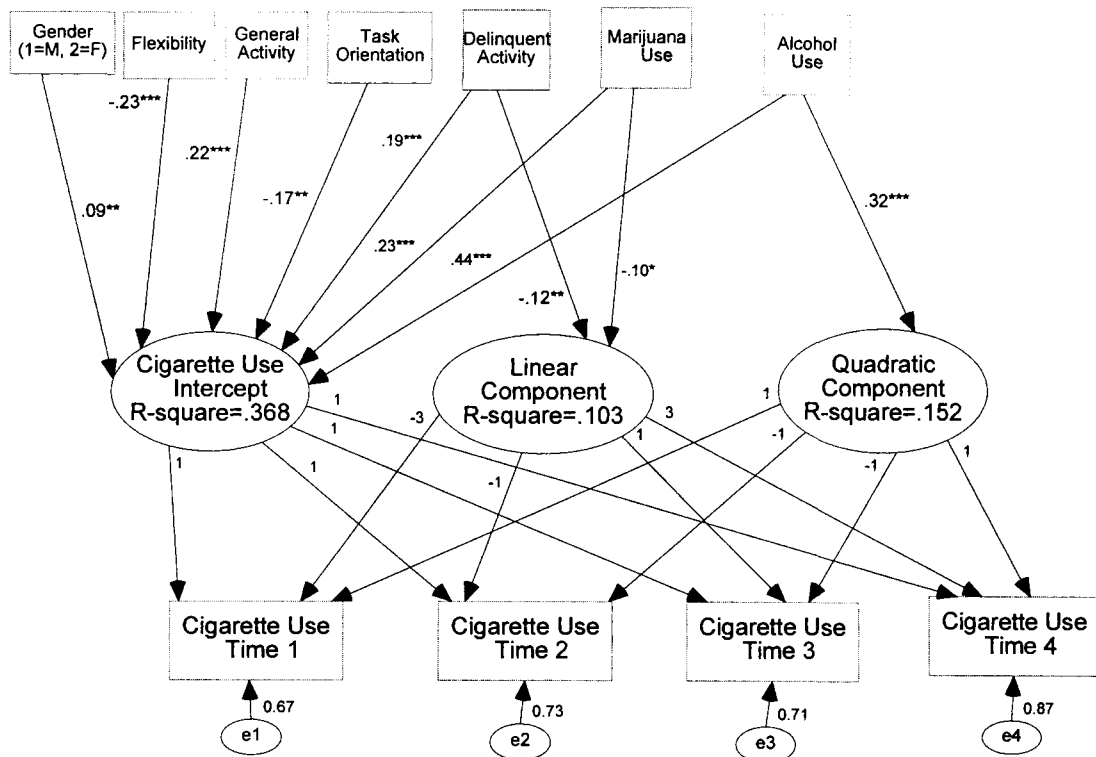 Gender
(1=M, 2=F)
Flexibility
General
Activity
Task
Orientation
Delinquent
Activity
Marijuana
Use
Alcohol
Use
-.23***
.22***
.19***
.09**
-.17**
.32***
.23***
.44***
-.10*
-.12**
Cigarette Use
Intercept
R-square=.368
Linear
Component
R-square=.103
Quadratic
Component
R-square=.152
1
-3
3
1
1
1
-1
1
1
-1
-1
1
Cigarette Use
Time 1
Cigarette Use
Time 2
Cigarette Use
Time 3
Cigarette Use
Time 4
0.67
0.73
0.71
0.87
e1
e2
e3
e4